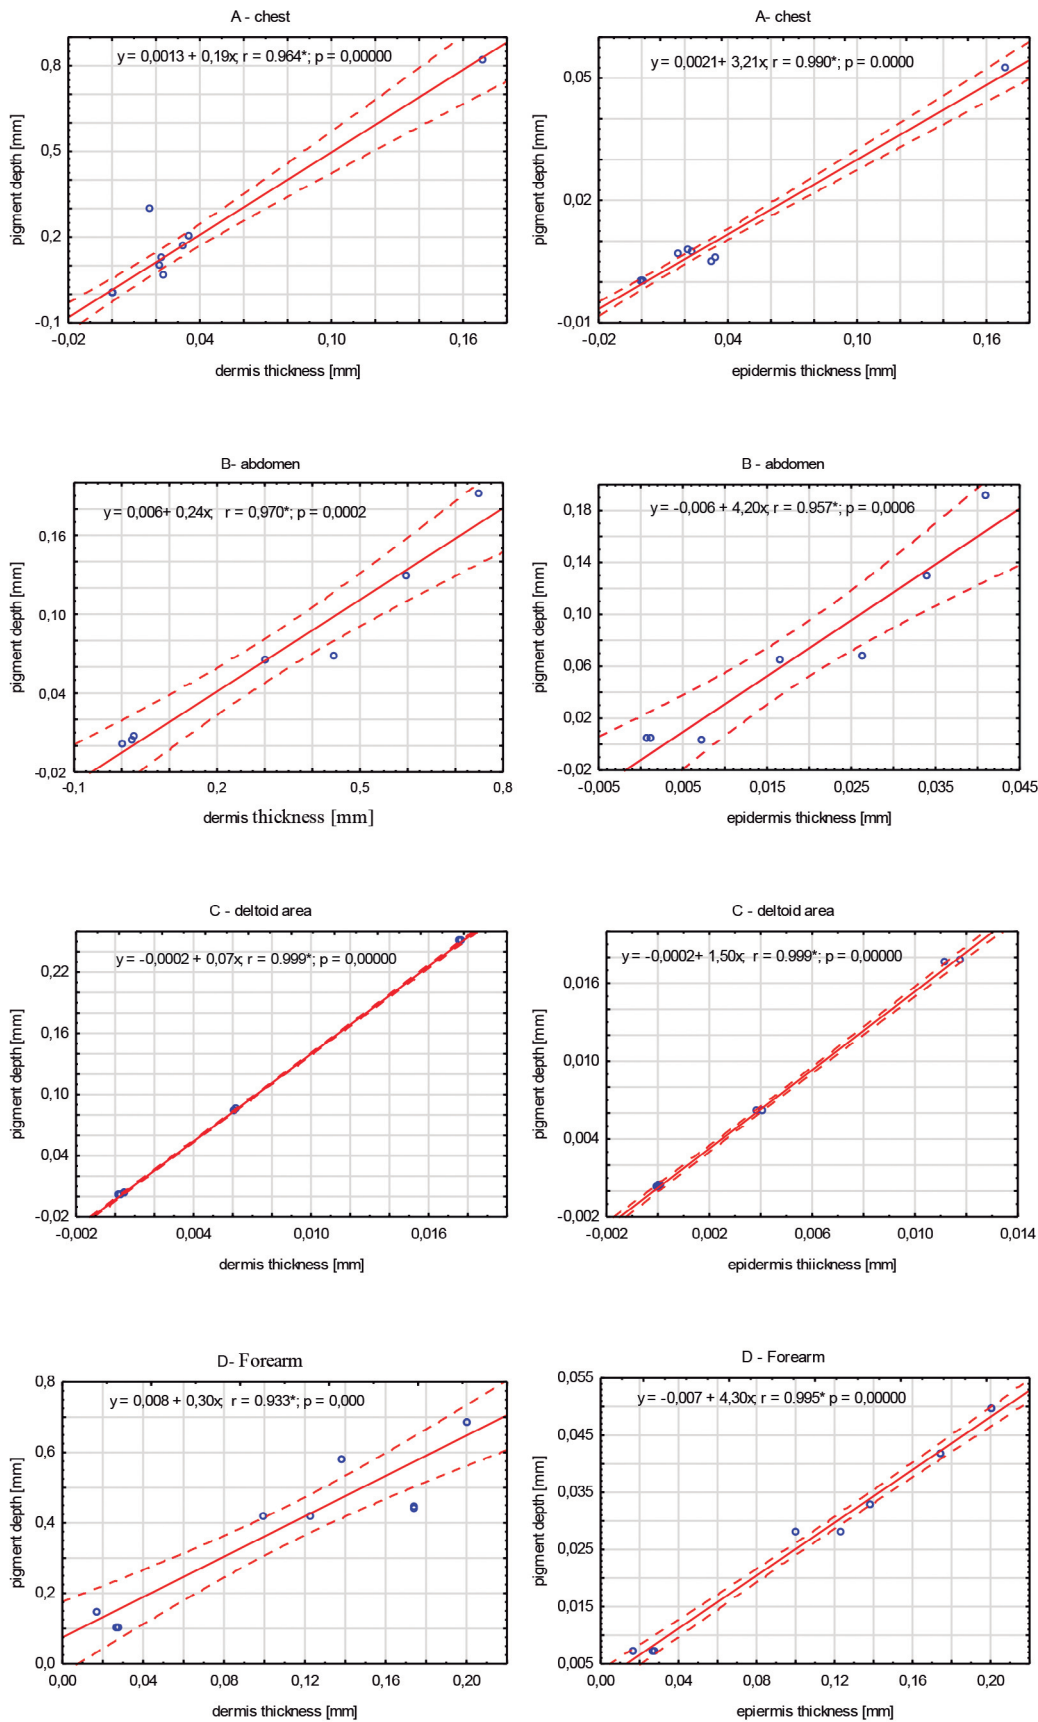 A - chest
y = 0,0013 + 0,19x; r = 0.964*; p = 0,00000
0,8
0,5
0,2
-0,1
-0,02 0,04 0,10 0,16
pigment depth [mm]
dermis thickness [mm]
A- chest
y = 0,0021+ 3,21x; r = 0.990*; p = 0.0000
0,05
0,02
-0,01
-0,02 0,04 0,10 0,16
pigment depth [mm]
epidermis thickness [mm]
B- abdomen
y = 0,006+ 0,24x; r = 0,970*; p = 0,0002
0,16
0,10
0,04
-0,02
-0,1 0,2 0,5 0,8
pigment depth [mm]
dermis thickness [mm]
B - abdomen
y = -0,006 + 4,20x; r = 0.957*; p = 0,0006
0,18
0,14
0,10
0,06
0,02
-0,02
-0,005 0,005 0,015 0,025 0,035 0,045
pigment depth [mm]
epidermis thickness [mm]
C - deltoid area
y = -0,0002 + 0,07x; r = 0.999*; p = 0,00000
0,22
0,16
0,10
0,04
-0,02
-0,002 0,004 0,010 0,016
pigment depth [mm]
dermis thickness [mm]
C - deltoid area
y = -0,0002+ 1,50x; r = 0.999*; p = 0,00000
0,016
0,010
0,004
-0,002
-0,002 0,002 0,006 0,010 0,014
pigment depth [mm]
epidermis thiickness [mm]
D- Forearm
y = 0,008 + 0,30x; r = 0.933*; p = 0,000
0,8
0,6
0,4
0,2
0,0
0,00 0,04 0,08 0,12 0,16 0,20
pigment depth [mm]
dermis thickness [mm]
D - Forearm
y = -0,007 + 4,30x; r = 0.995* p = 0,00000
0,055
0,045
0,035
0,025
0,015
0,005
0,00 0,04 0,08 0,12 0,16 0,20
pigment depth [mm]
epiermis thickness [mm]